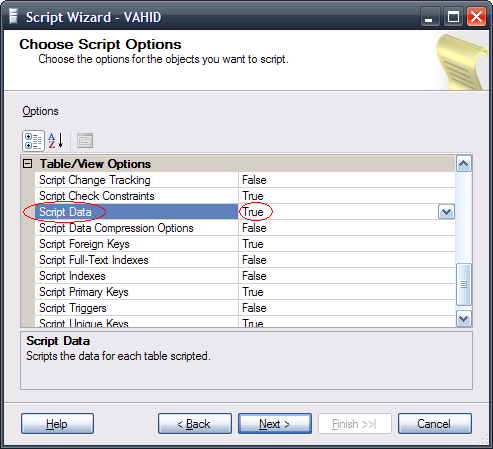 Script Wizard - VAHID
Choose Script Options
Choose the options for the objects you want to script.
Options
Table/View Options
Script Change Tracking False
Script Check Constraints True
Script Data True
Script Data Compression Options False
Script Foreign Keys True
Script Full-Text Indexes False
Script Indexes False
Script Primary Keys True
Script Triggers False
Script Unique Keys True
Script Data
Scripts the data for each table scripted.
Help < Back Next > Finish >>| Cancel